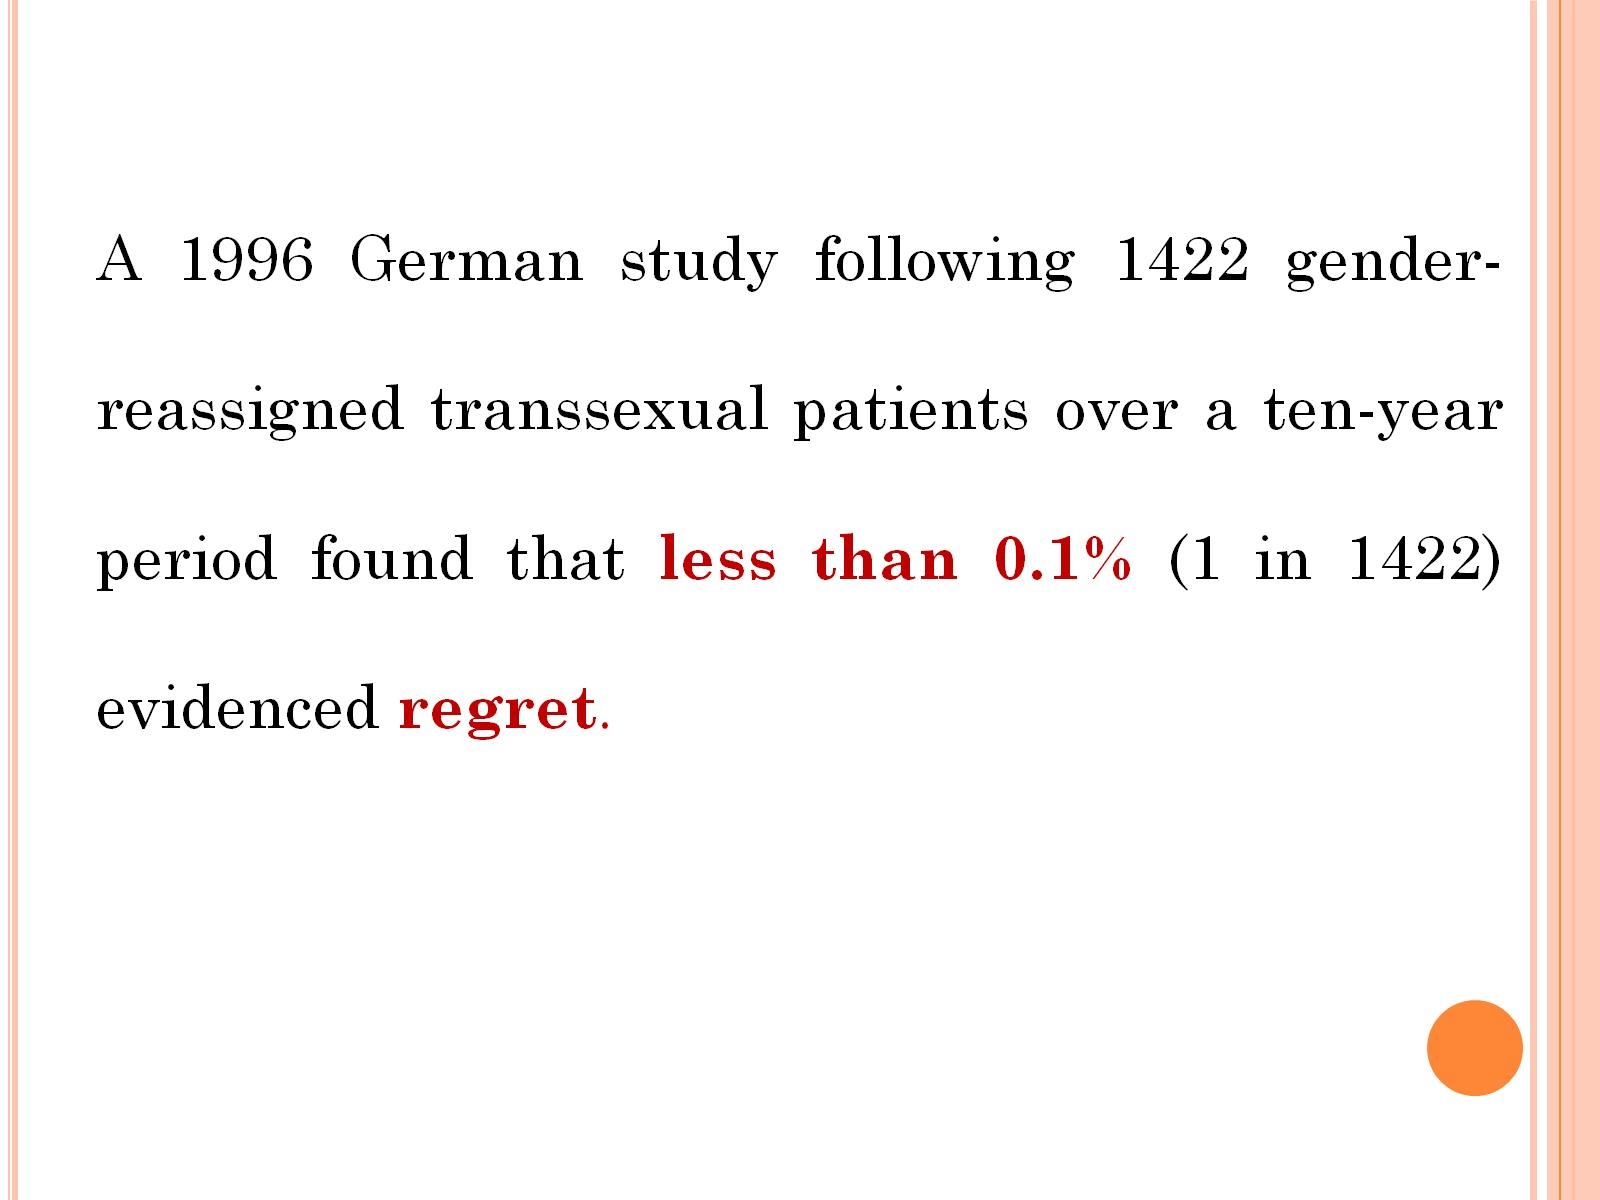 A 1996 German study following 1422 gender-
reassigned transsexual patients over a ten-year
period found that less than 0.1% (1 in 1422)
evidenced regret.